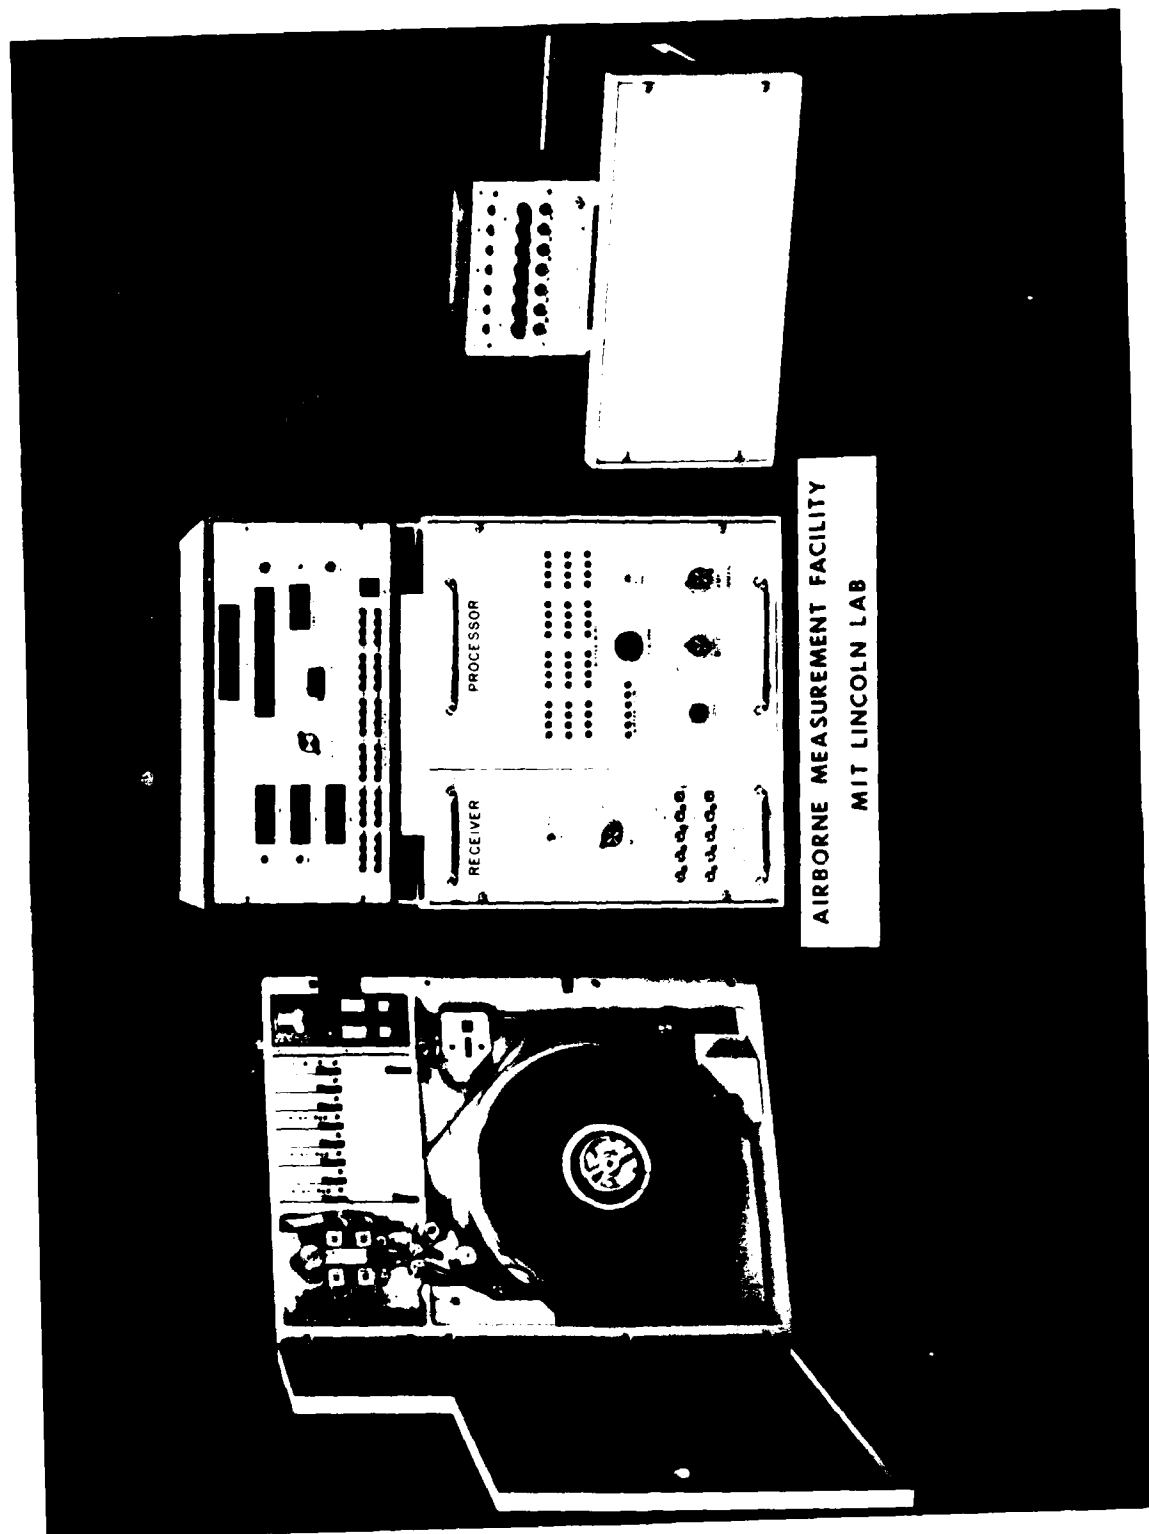 RECEIVER
PROCESSOR
AIRBORNE MEASUREMENT FACILITY
MIT LINCOLN LAB